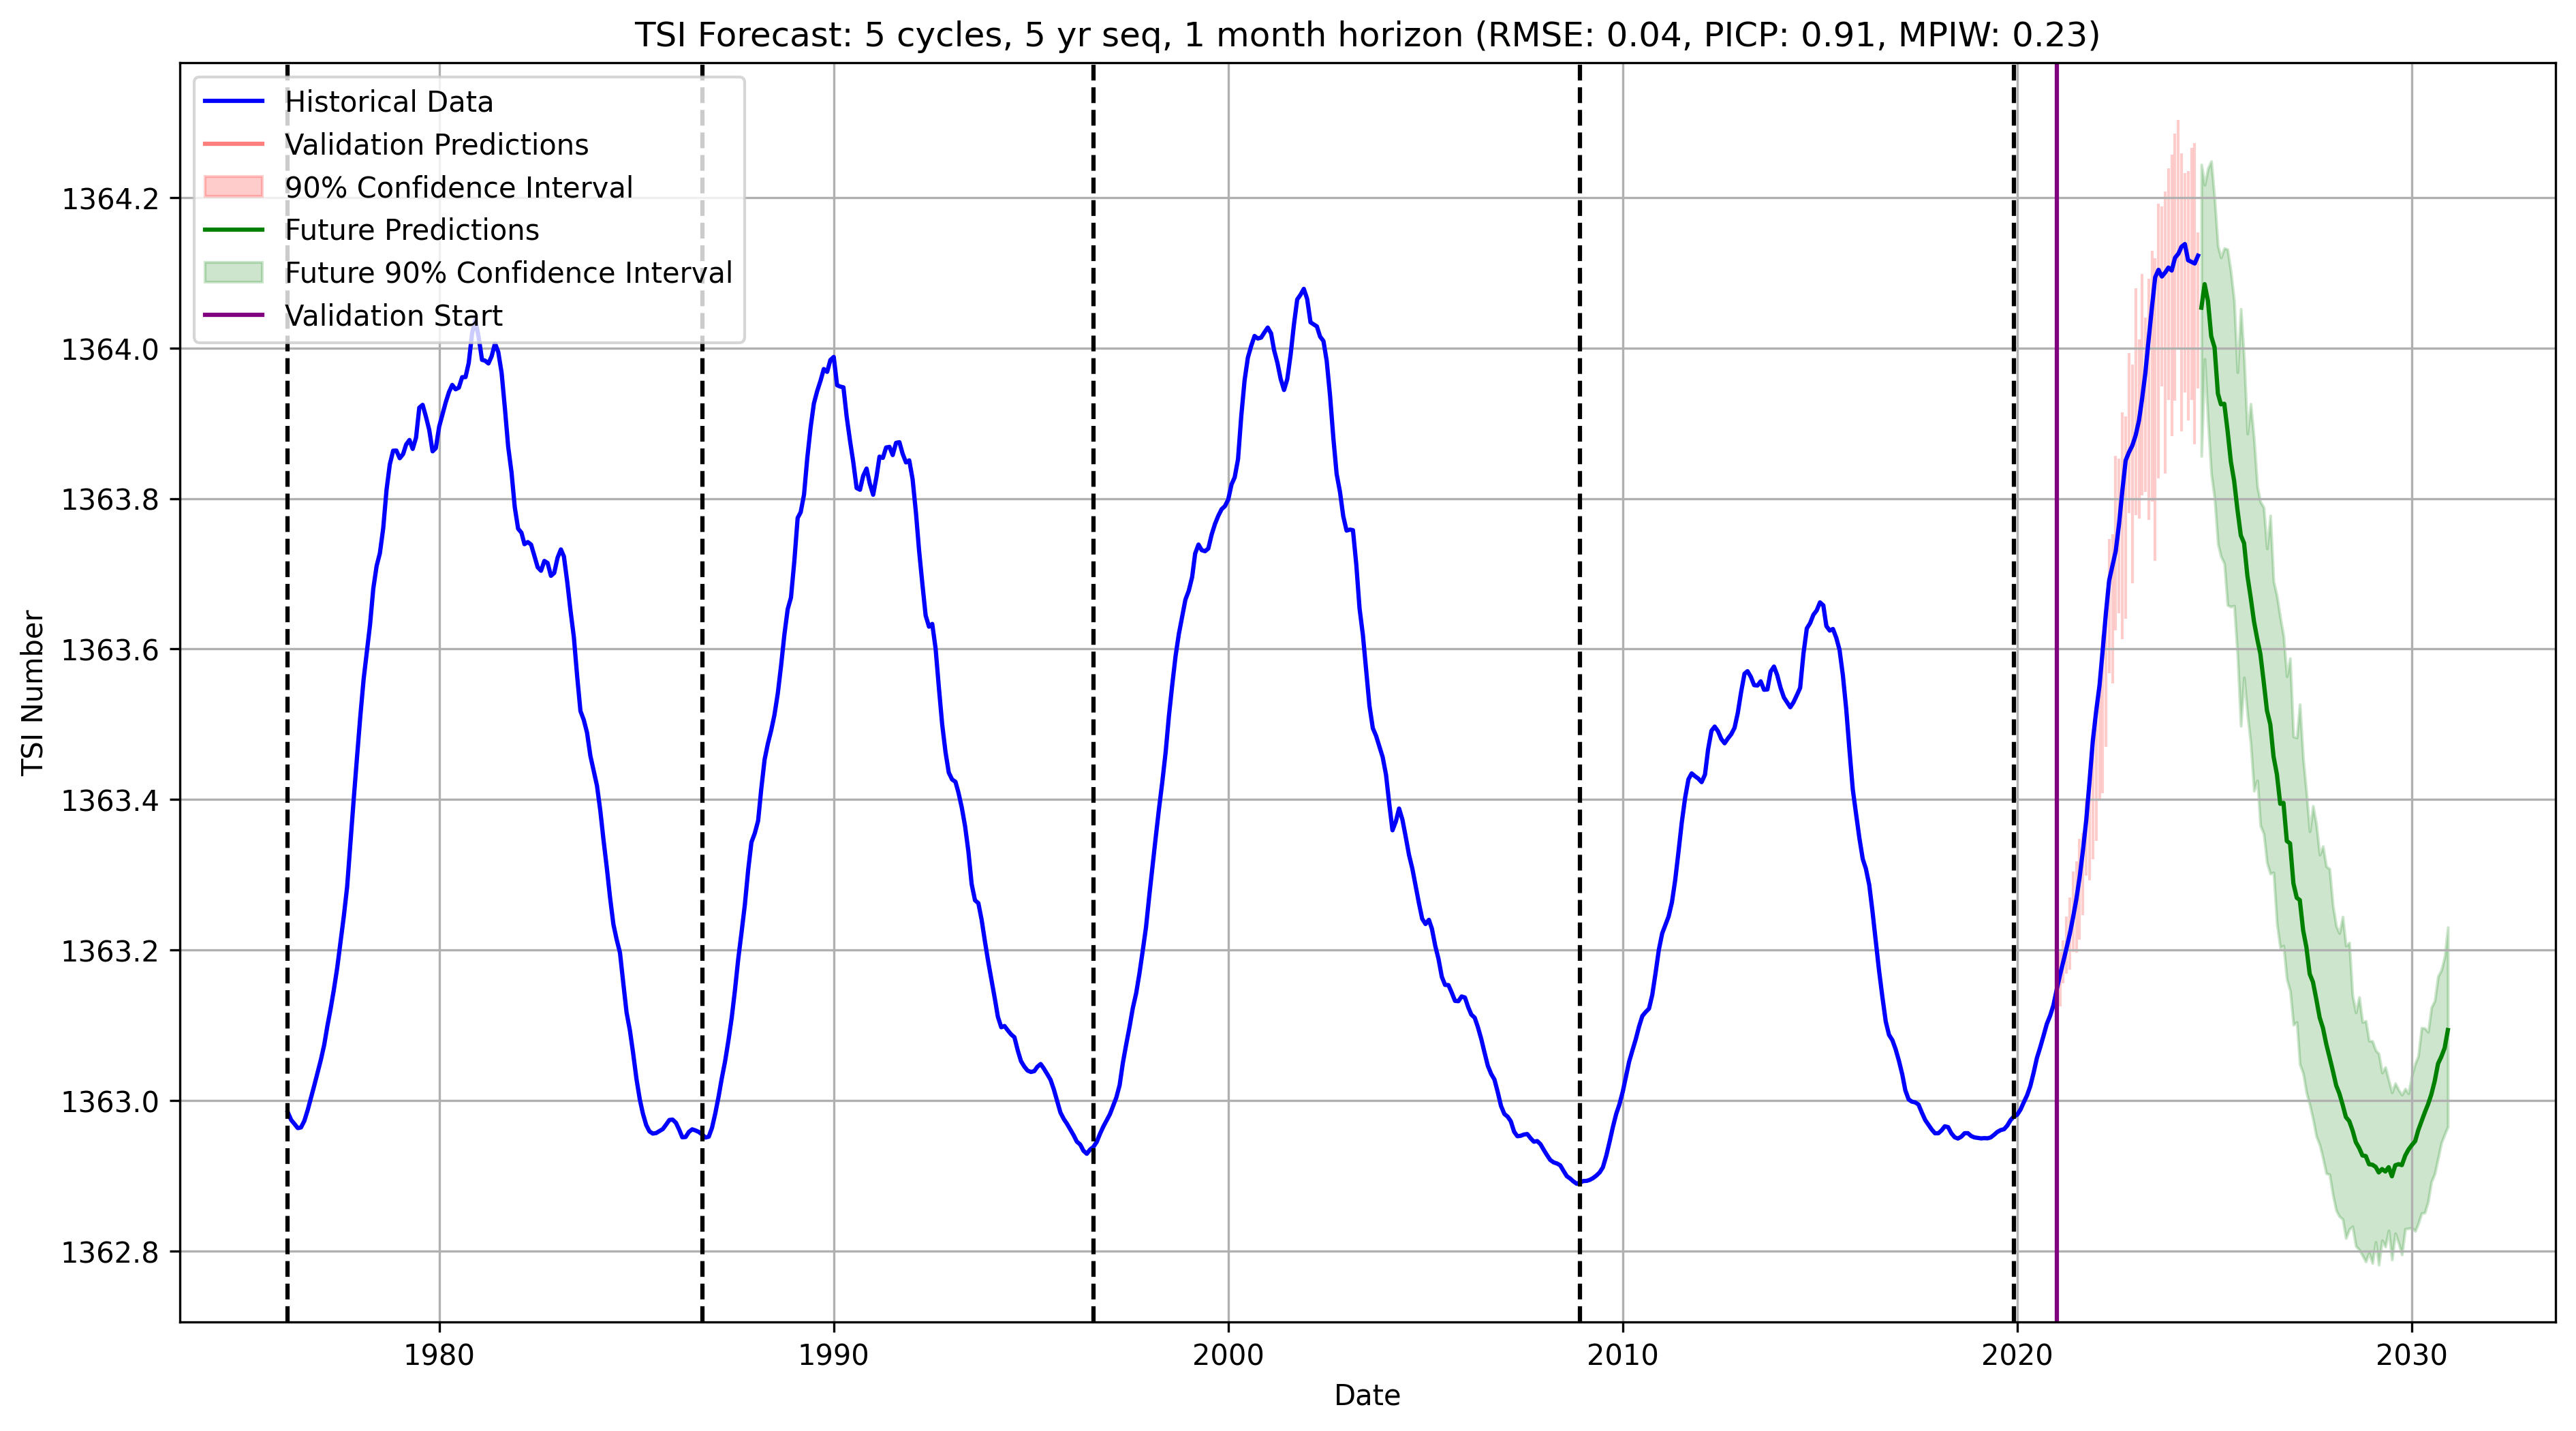 TSI Forecast: 5 cycles, 5 yr seq, 1 month horizon (RMSE: 0.04, PICP: 0.91, MPIW: 0.23)
Historical Data
Validation Predictions
90% Confidence Interval
Future Predictions
Future 90% Confidence Interval
Validation Start
TSI Number
1364.2
1364.0
1363.8
1363.6
1363.4
1363.2
1363.0
1362.8
1980
1990
2000
2010
2020
2030
Date